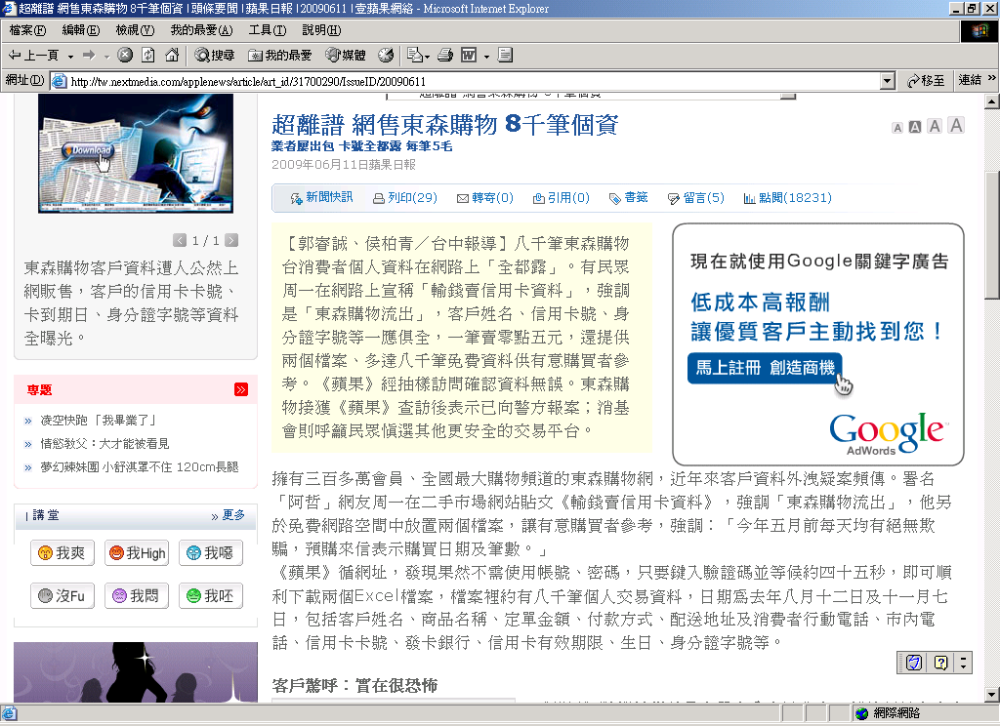 超離譜 網售東森購物 8千筆個資 | 頭條要聞 | 蘋果日報 | 20090611 | 壹蘋果網絡 - Microsoft Internet Explorer
檔案(F) 編輯(E) 檢視(V) 我的最愛(A) 工具(T) 說明(H)
上一頁 搜尋 我的最愛 媒體
網址(D) http://tw.nextmedia.com/applenews/article/art_id/31700290/IssueID/20090611 移至 連結 »
Download
1 / 1
東森購物客戶資料遭人公然上
網販售，客戶的信用卡卡號、
卡到期日、身分證字號等資料
全曝光。
專題
» 凌空快跑「我畢業了」
» 情慾教父：大才能被看見
» 夢幻辣妹團 小舒淇罩不住 120cm長腿
| 講堂 » 更多
我爽 我High 我噁
沒Fu 我悶 我呸
超離譜 網售東森購物 8千筆個資
A A A A
業者屢出包 卡號全都露 每筆5毛
2009年06月11日蘋果日報
新聞快訊 列印(29) 轉寄(0) 引用(0) 書籤 留言(5) 點閱(18231)
【郭睿誠、侯柏青／台中報導】八千筆東森購物
台消費者個人資料在網路上「全都露」。有民眾
周一在網路上宣稱「輸錢賣信用卡資料」，強調
是「東森購物流出」，客戶姓名、信用卡號、身
分證字號等一應俱全，一筆賣零點五元，還提供
兩個檔案、多達八千筆免費資料供有意購買者參
考。《蘋果》經抽樣訪問確認資料無誤。東森購
物接獲《蘋果》查訪後表示已向警方報案；消基
會則呼籲民眾慎選其他更安全的交易平台。
現在就使用Google關鍵字廣告
低成本高報酬
讓優質客戶主動找到您！
馬上註冊 創造商機
Google
AdWords
擁有三百多萬會員、全國最大購物頻道的東森購物網，近年來客戶資料外洩疑案頻傳。署名
「阿哲」網友周一在二手市場網站貼文《輸錢賣信用卡資料》，強調「東森購物流出」，他另
於免費網路空間中放置兩個檔案，讓有意購買者參考，強調：「今年五月前每天均有絕無欺
騙，預購來信表示購買日期及筆數。」
《蘋果》循網址，發現果然不需使用帳號、密碼，只要鍵入驗證碼並等候約四十五秒，即可順
利下載兩個Excel檔案，檔案裡約有八千筆個人交易資料，日期為去年八月十二日及十一月七
日，包括客戶姓名、商品名稱、定單金額、付款方式、配送地址及消費者行動電話、市內電
話、信用卡卡號、發卡銀行、信用卡有效期限、生日、身分證字號等。
客戶驚呼：實在很恐怖
網際網路